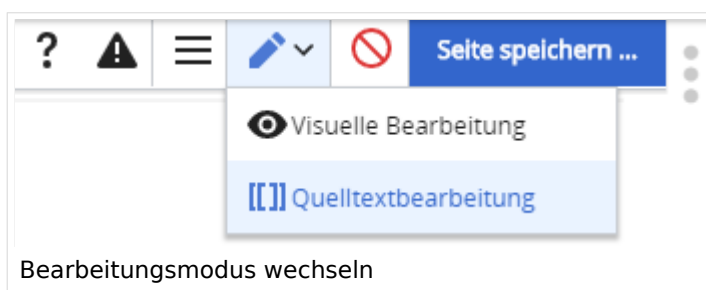 ? Seite speichern ...
Visuelle Bearbeitung
[[]] Quelltextbearbeitung
Bearbeitungsmodus wechseln